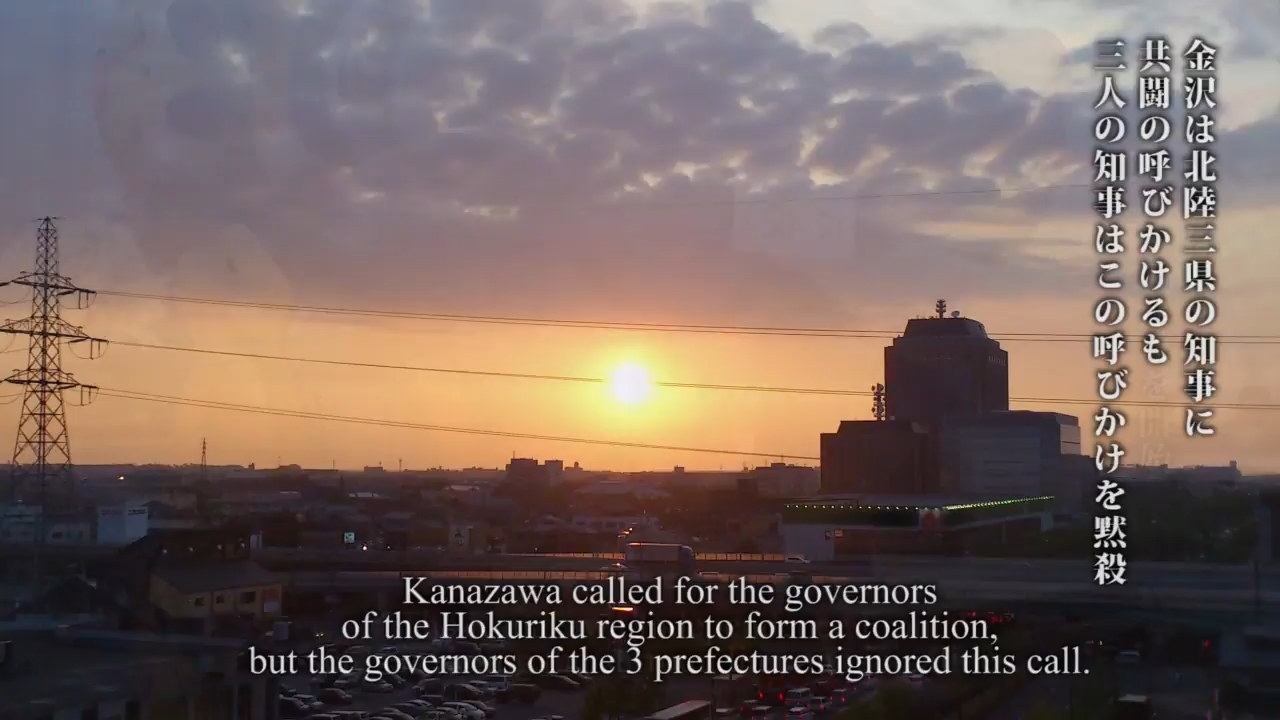 金沢は北陸三県の知事に
共闘の呼びかけるも
三人の知事はこの呼びかけを黙殺
Kanazawa called for the governors
of the Hokuriku region to form a coalition,
but the governors of the 3 prefectures ignored this call.